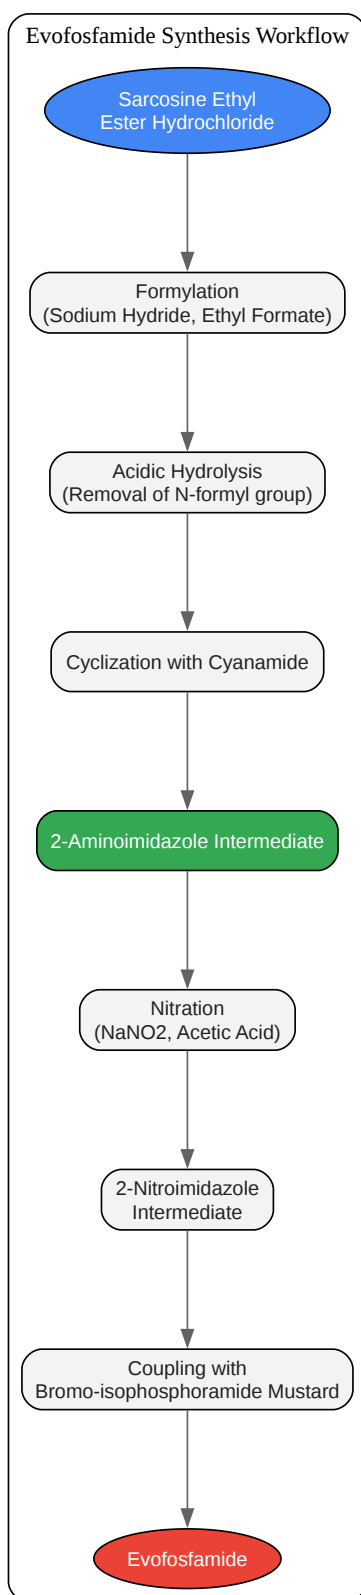 Evofosfamide Synthesis Workflow
Sarcosine Ethyl
Ester Hydrochloride
Formylation
(Sodium Hydride, Ethyl Formate)
Acidic Hydrolysis
(Removal of N-formyl group)
Cyclization with Cyanamide
2-Aminoimidazole Intermediate
Nitration
(NaNO2, Acetic Acid)
2-Nitroimidazole
Intermediate
Coupling with
Bromo-isophosphoramide Mustard
Evofosfamide